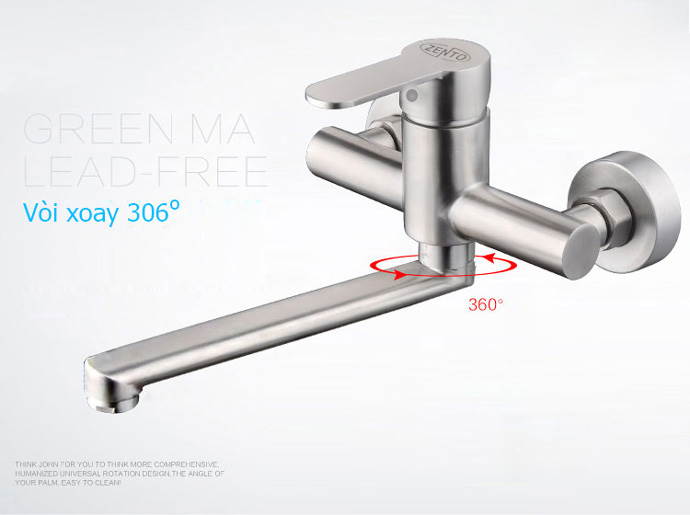 ZENTO
GREEN MA
LEAD-FREE
Vòi xoay 306°
360°
THINK JOHN FOR YOU TO THINK MORE COMPREHENSIVE,
HUMANIZED UNIVERSAL ROTATION DESIGN,THE ANGLE OF
YOUR PALM, EASY TO CLEAN!